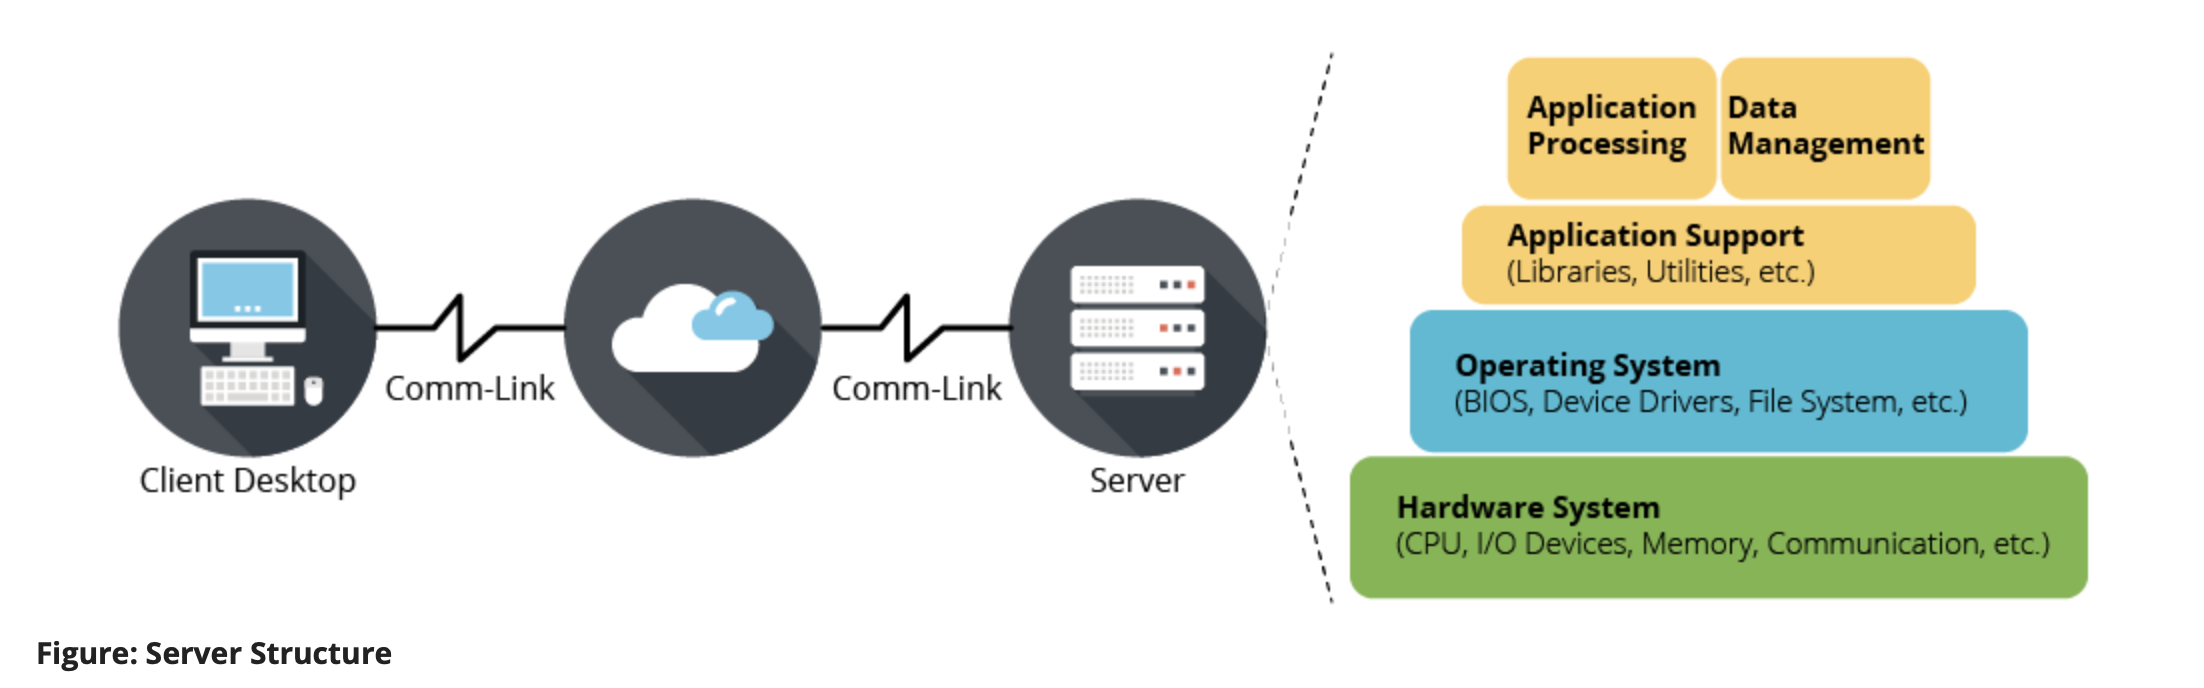 Client Desktop
Comm-Link
Comm-Link
Server
Application
Processing
Data
Management
Application Support
(Libraries, Utilities, etc.)
Operating System
(BIOS, Device Drivers, File System, etc.)
Hardware System
(CPU, I/O Devices, Memory, Communication, etc.)
Figure: Server Structure